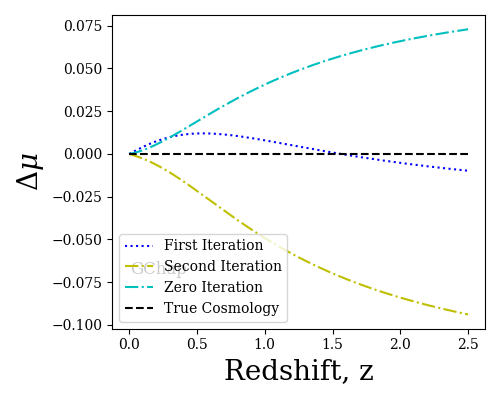 0.075
0.050
0.025
0.000
−0.025
−0.050
−0.075
−0.100
Δμ
First Iteration
Second Iteration
Zero Iteration
True Cosmology
GChap
0.0 0.5 1.0 1.5 2.0 2.5
Redshift, z